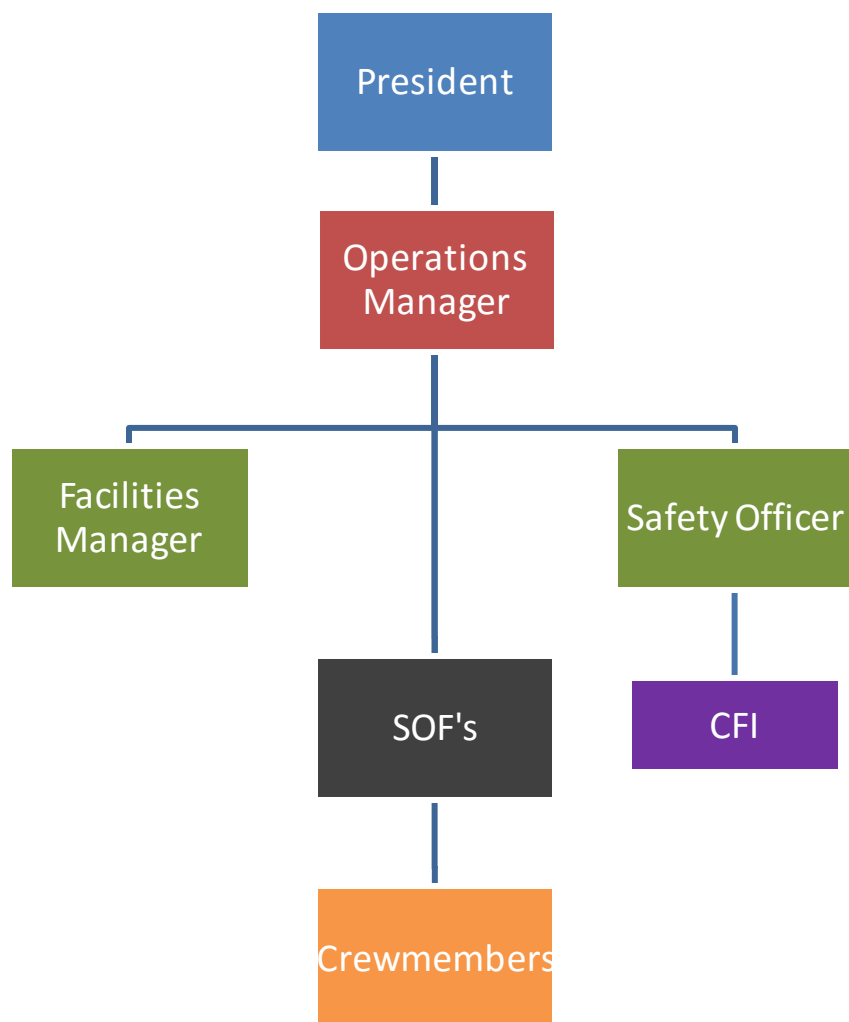 President
Operations
Manager
Facilities
Manager
Safety Officer
SOF's
CFI
Crewmembers